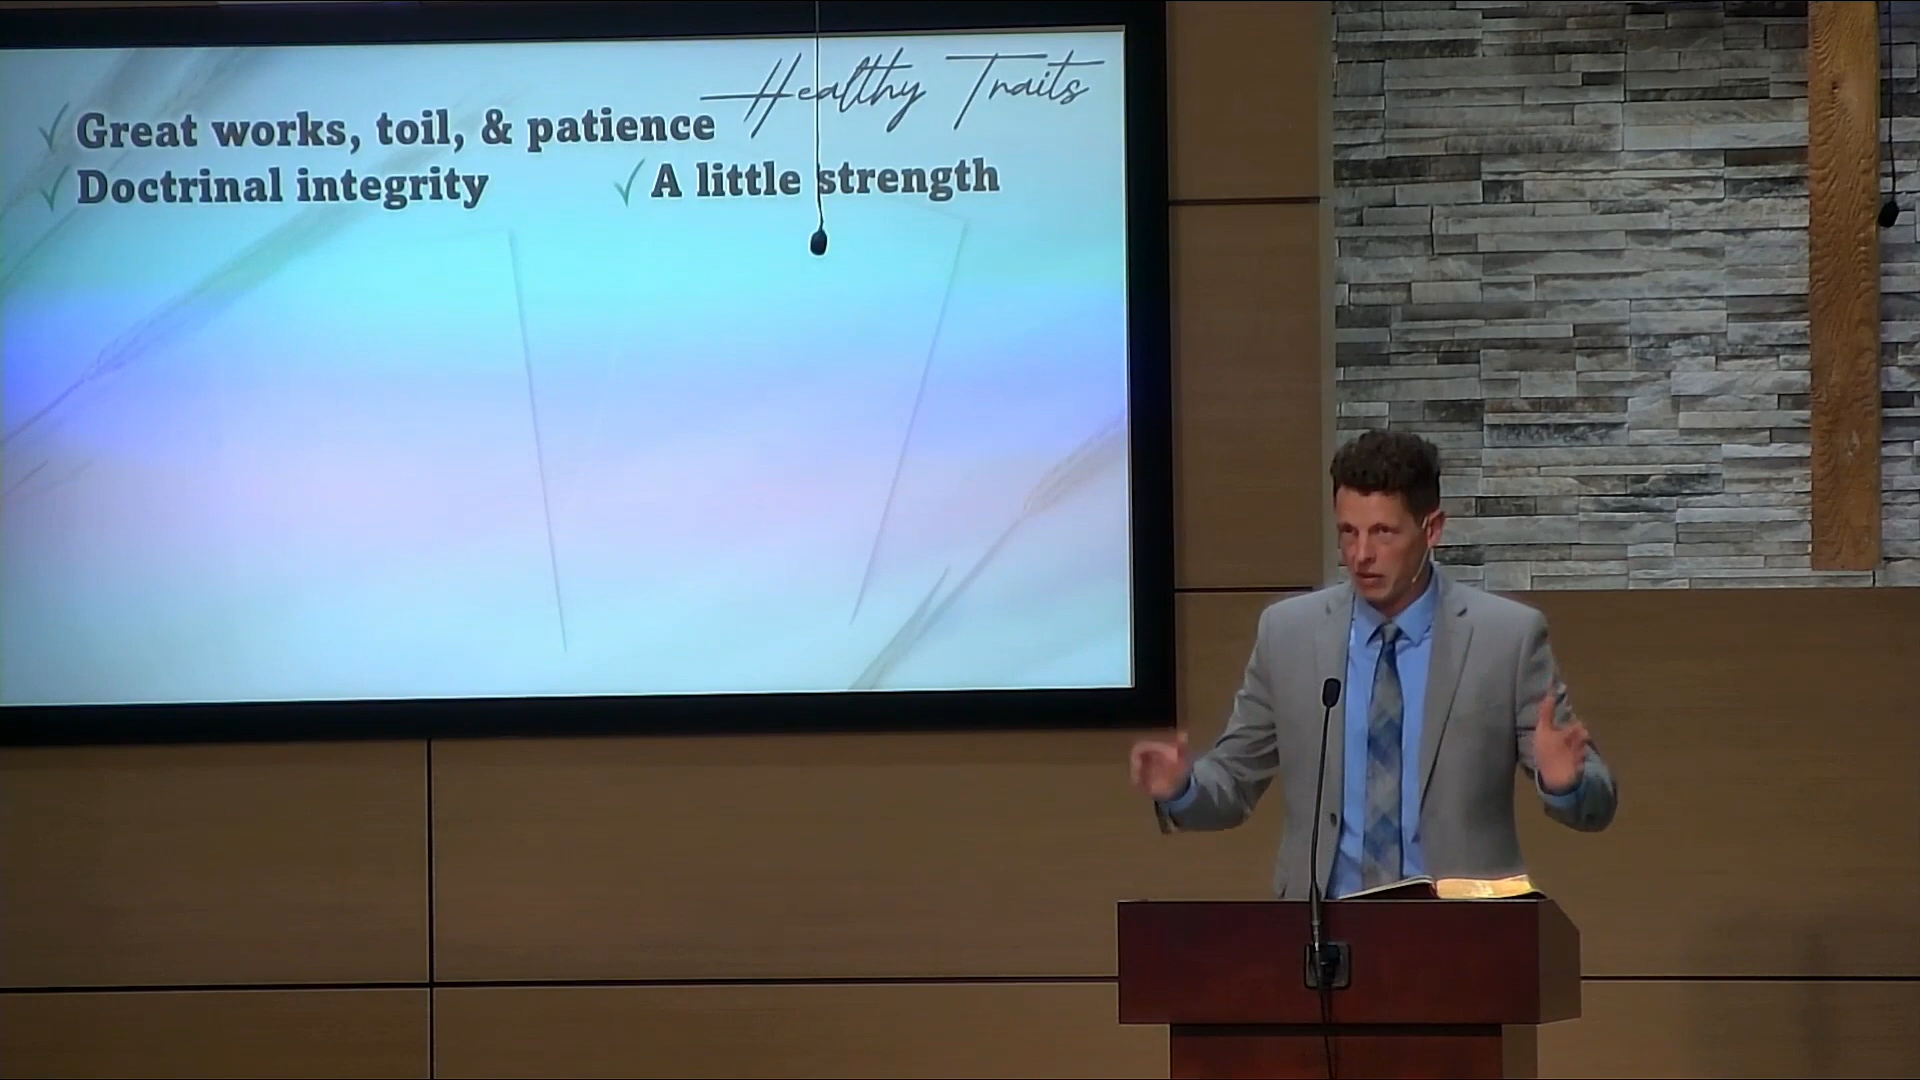 Healthy Traits
✓ Great works, toil, & patience
✓ Doctrinal integrity ✓ A little strength